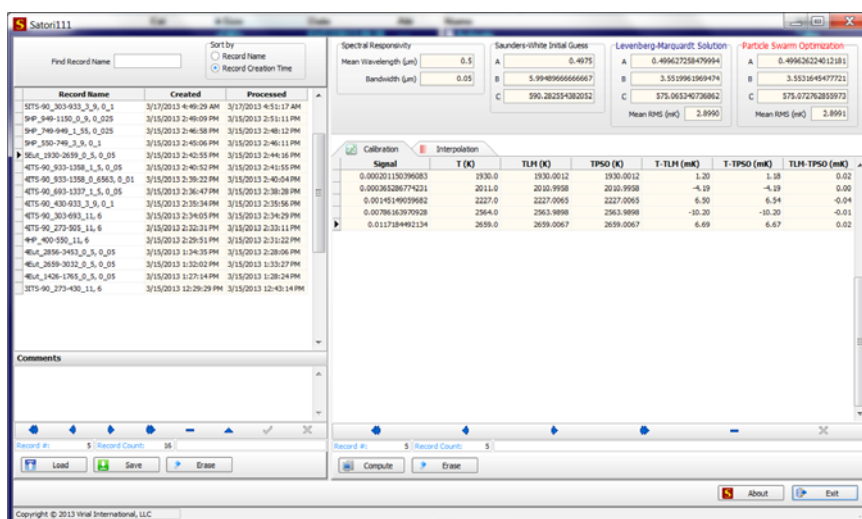 Satori111
Find Record Name
Sort by
Record Name
Record Creation Time
Record Name Created Processed
5ITS-90_303-933_3_9, 0_1 3/17/2013 4:49:29 AM 3/17/2013 4:51:17 AM
5HP_949-1150_0_9, 0_025 3/15/2013 2:49:09 PM 3/15/2013 2:51:11 PM
5HP_749-949_1_55, 0_025 3/15/2013 2:46:58 PM 3/15/2013 2:48:12 PM
5HP_550-749_3_9, 0_1 3/15/2013 2:45:06 PM 3/15/2013 2:46:11 PM
5Eut_1930-2659_0_5, 0_05 3/15/2013 2:42:55 PM 3/15/2013 2:44:16 PM
4ITS-90_933-1358_1_5, 0_05 3/15/2013 2:40:52 PM 3/15/2013 2:41:55 PM
4ITS-90_933-1358_0_6563, 0_01 3/15/2013 2:39:22 PM 3/15/2013 2:40:04 PM
4ITS-90_693-1337_1_5, 0_05 3/15/2013 2:36:47 PM 3/15/2013 2:38:28 PM
4ITS-90_430-933_3_9, 0_1 3/15/2013 2:35:34 PM 3/15/2013 2:35:56 PM
4ITS-90_303-693_11, 6 3/15/2013 2:34:05 PM 3/15/2013 2:34:29 PM
4ITS-90_273-505_11, 6 3/15/2013 2:32:31 PM 3/15/2013 2:33:11 PM
4HP_400-550_11, 6 3/15/2013 2:29:51 PM 3/15/2013 2:31:22 PM
4Eut_2856-3453_0_5, 0_05 3/15/2013 1:34:35 PM 3/15/2013 2:28:06 PM
4Eut_2659-3032_0_5, 0_05 3/15/2013 1:32:02 PM 3/15/2013 1:33:27 PM
4Eut_1426-1765_0_5, 0_05 3/15/2013 1:27:14 PM 3/15/2013 1:28:24 PM
3ITS-90_273-430_11, 6 3/15/2013 12:29:29 PM 3/15/2013 12:43:14 PM
Comments
Record #: 5 Record Count: 16
Load Save Erase
Spectral Responsivity
Mean Wavelength (μm) 0.5
Bandwidth (μm) 0.05
Saunders-White Initial Guess
A 0.4975
B 5.99489666666667
C 590.282554382052
Levenberg-Marquardt Solution
A 0.499627258479994
B 3.5519961969474
C 575.065340736862
Mean RMS (mK) 2.8990
Particle Swarm Optimization
A 0.499626224012181
B 3.5531645477721
C 575.072762855973
Mean RMS (mK) 2.8991
Calibration Interpolation
Signal T (K) TLM (K) TPSO (K) T-TLM (mK) T-TPSO (mK) TLM-TPSO (mK)
0.000201150396083 1930.0 1930.0012 1930.0012 1.20 1.18 0.02
0.000365286774231 2011.0 2010.9958 2010.9958 -4.19 -4.19 0.00
0.00145149059682 2227.0 2227.0065 2227.0065 6.50 6.54 -0.04
0.00786163970928 2564.0 2563.9898 2563.9898 -10.20 -10.20 -0.01
0.0117184492134 2659.0 2659.0067 2659.0067 6.69 6.67 0.02
Record #: 5 Record Count: 5
Compute Erase
About Exit
Copyright © 2013 Virial International, LLC